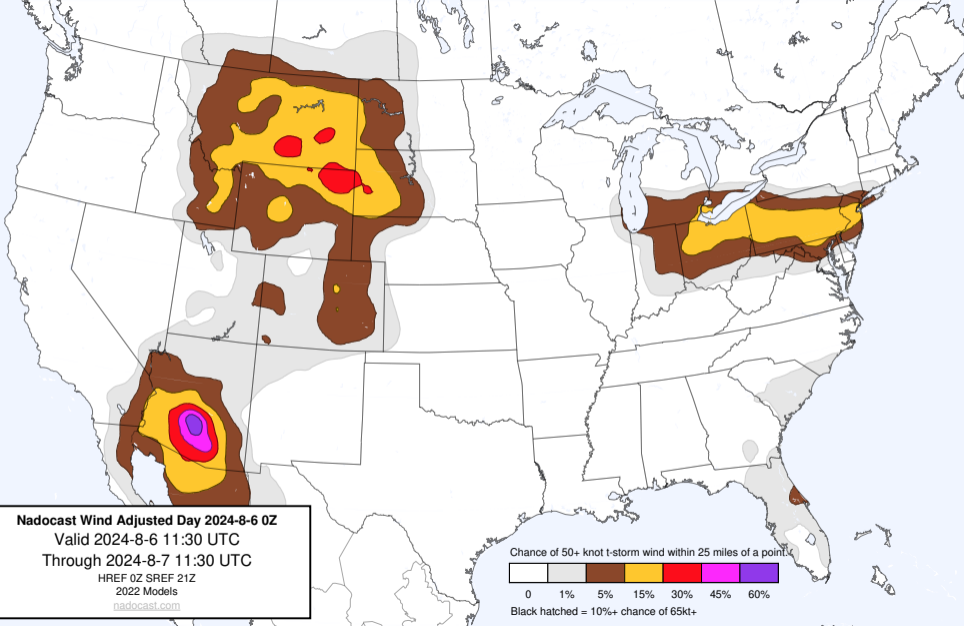 Nadocast Wind Adjusted Day 2024-8-6 0Z
Valid 2024-8-6 11:30 UTC
Through 2024-8-7 11:30 UTC
HREF 0Z SREF 21Z
2022 Models
nadocast.com
Chance of 50+ knot t-storm wind within 25 miles of a point.
0 1% 5% 15% 30% 45% 60%
Black hatched = 10%+ chance of 65kt+